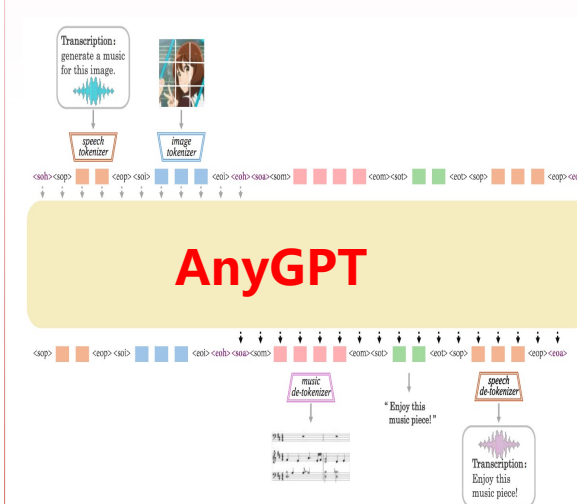 Transcription:
generate a music
for this image.
speech
tokenizer
image
tokenizer
<soh><sop> <eop><soi> <eoi><eoh><soa><som> <eom><sot> <eot><sop> <eop>
AnyGPT
<sop> <eop><soi> <eoi><eoh><soa><som> <eom><sot> <eot><sop> <eop><eoa>
music
de-tokenizer
“Enjoy this
music piece!”
speech
de-tokenizer
Transcription:
Enjoy this
music piece!